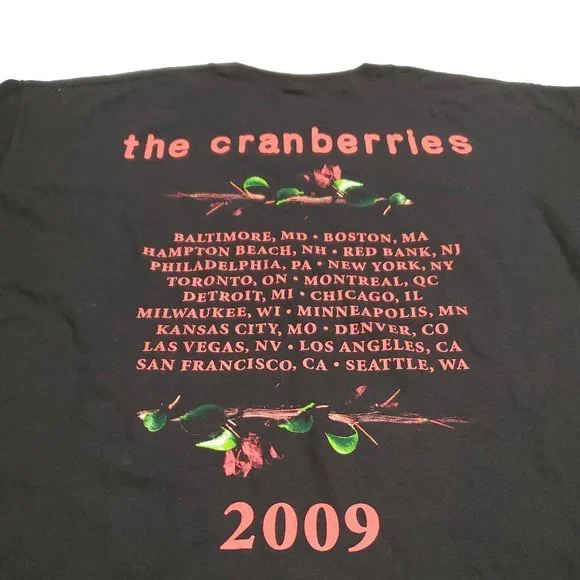 the cranberries
BALTIMORE, MD • BOSTON, MA
HAMPTON BEACH, NH • RED BANK, NJ
PHILADELPHIA, PA • NEW YORK, NY
TORONTO, ON • MONTREAL, QC
DETROIT, MI • CHICAGO, IL
MILWAUKEE, WI • MINNEAPOLIS, MN
KANSAS CITY, MO • DENVER, CO
LAS VEGAS, NV • LOS ANGELES, CA
SAN FRANCISCO, CA • SEATTLE, WA
2009